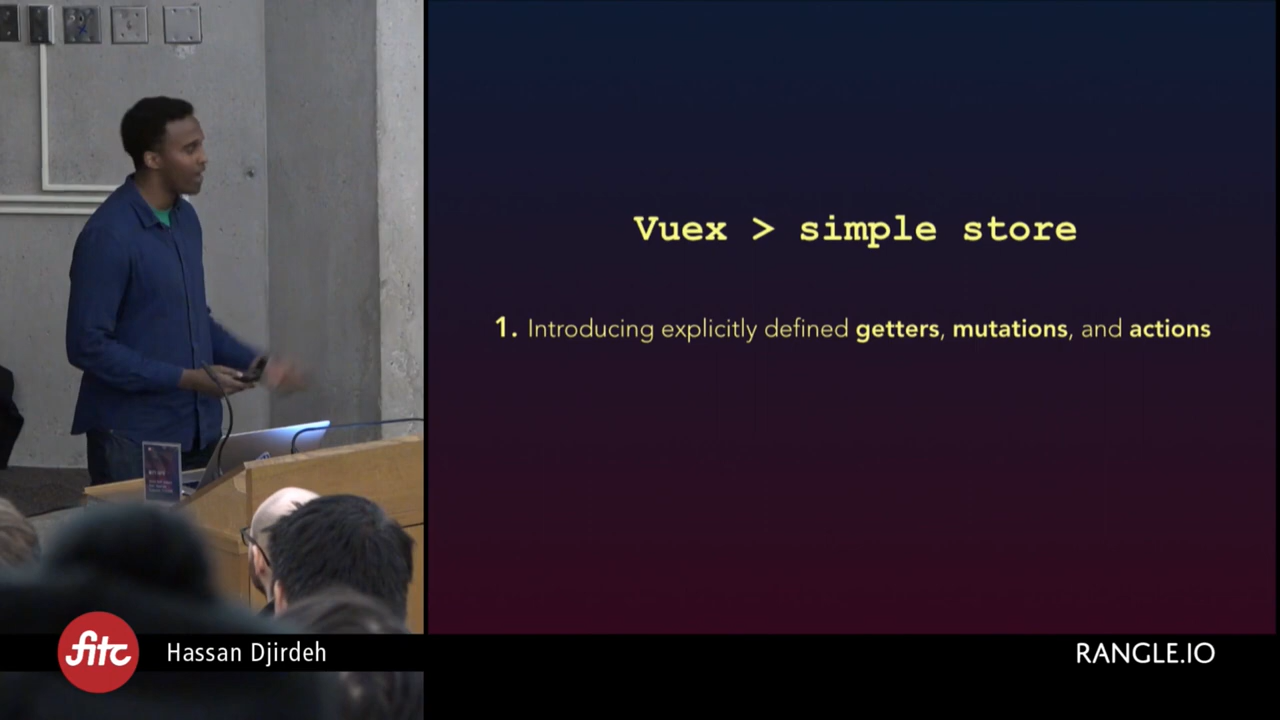 Vuex > simple store
1. Introducing explicitly defined getters, mutations, and actions
fitc
Hassan Djirdeh
RANGLE.IO